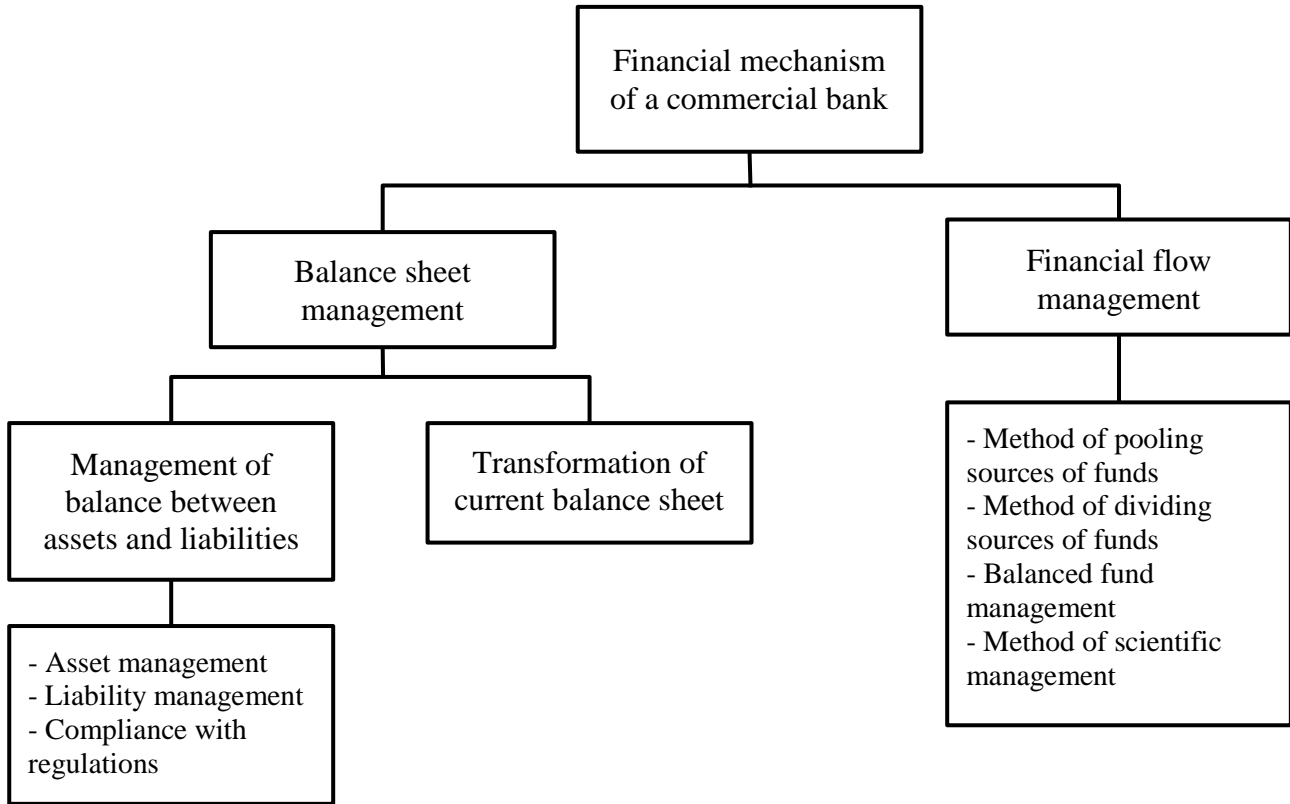 Financial mechanism
of a commercial bank
Balance sheet
management
Financial flow
management
Management of
balance between
assets and liabilities
Transformation of
current balance sheet
- Method of pooling
sources of funds
- Method of dividing
sources of funds
- Balanced fund
management
- Method of scientific
management
- Asset management
- Liability management
- Compliance with
regulations